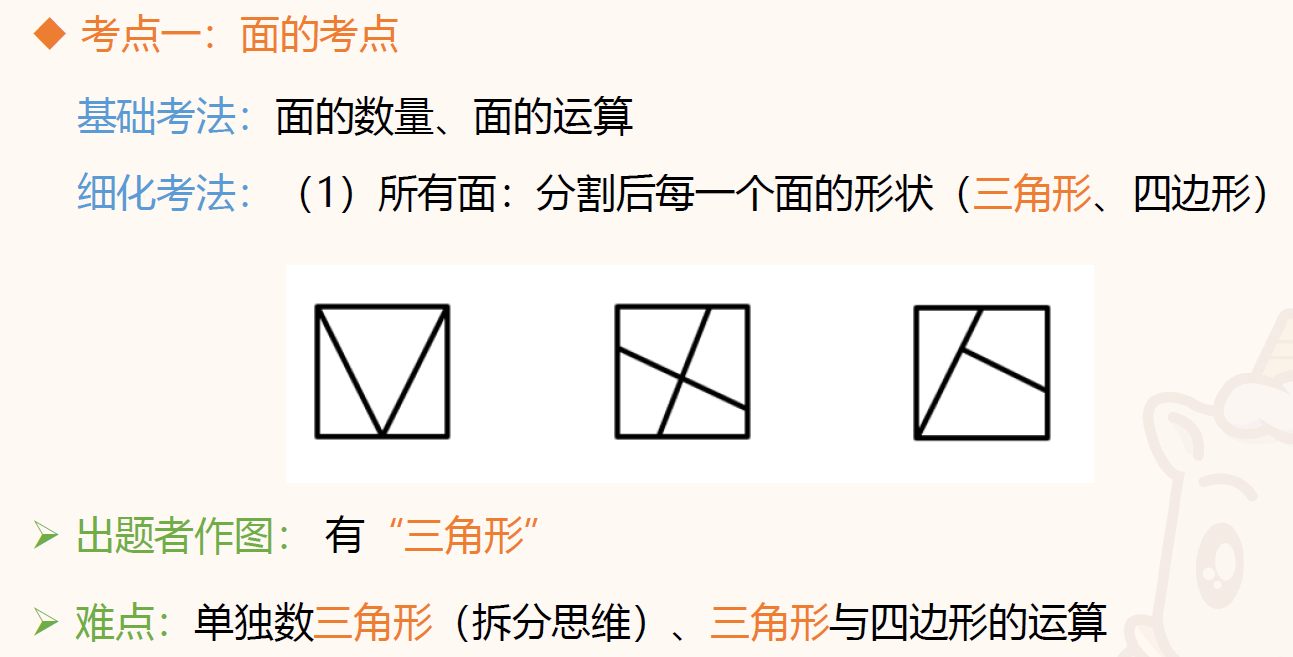 考点一：面的考点
基础考法：面的数量、面的运算
细化考法：（1）所有面：分割后每一个面的形状（三角形、四边形）
出题者作图： 有“三角形”
难点：单独数三角形（拆分思维）、三角形与四边形的运算